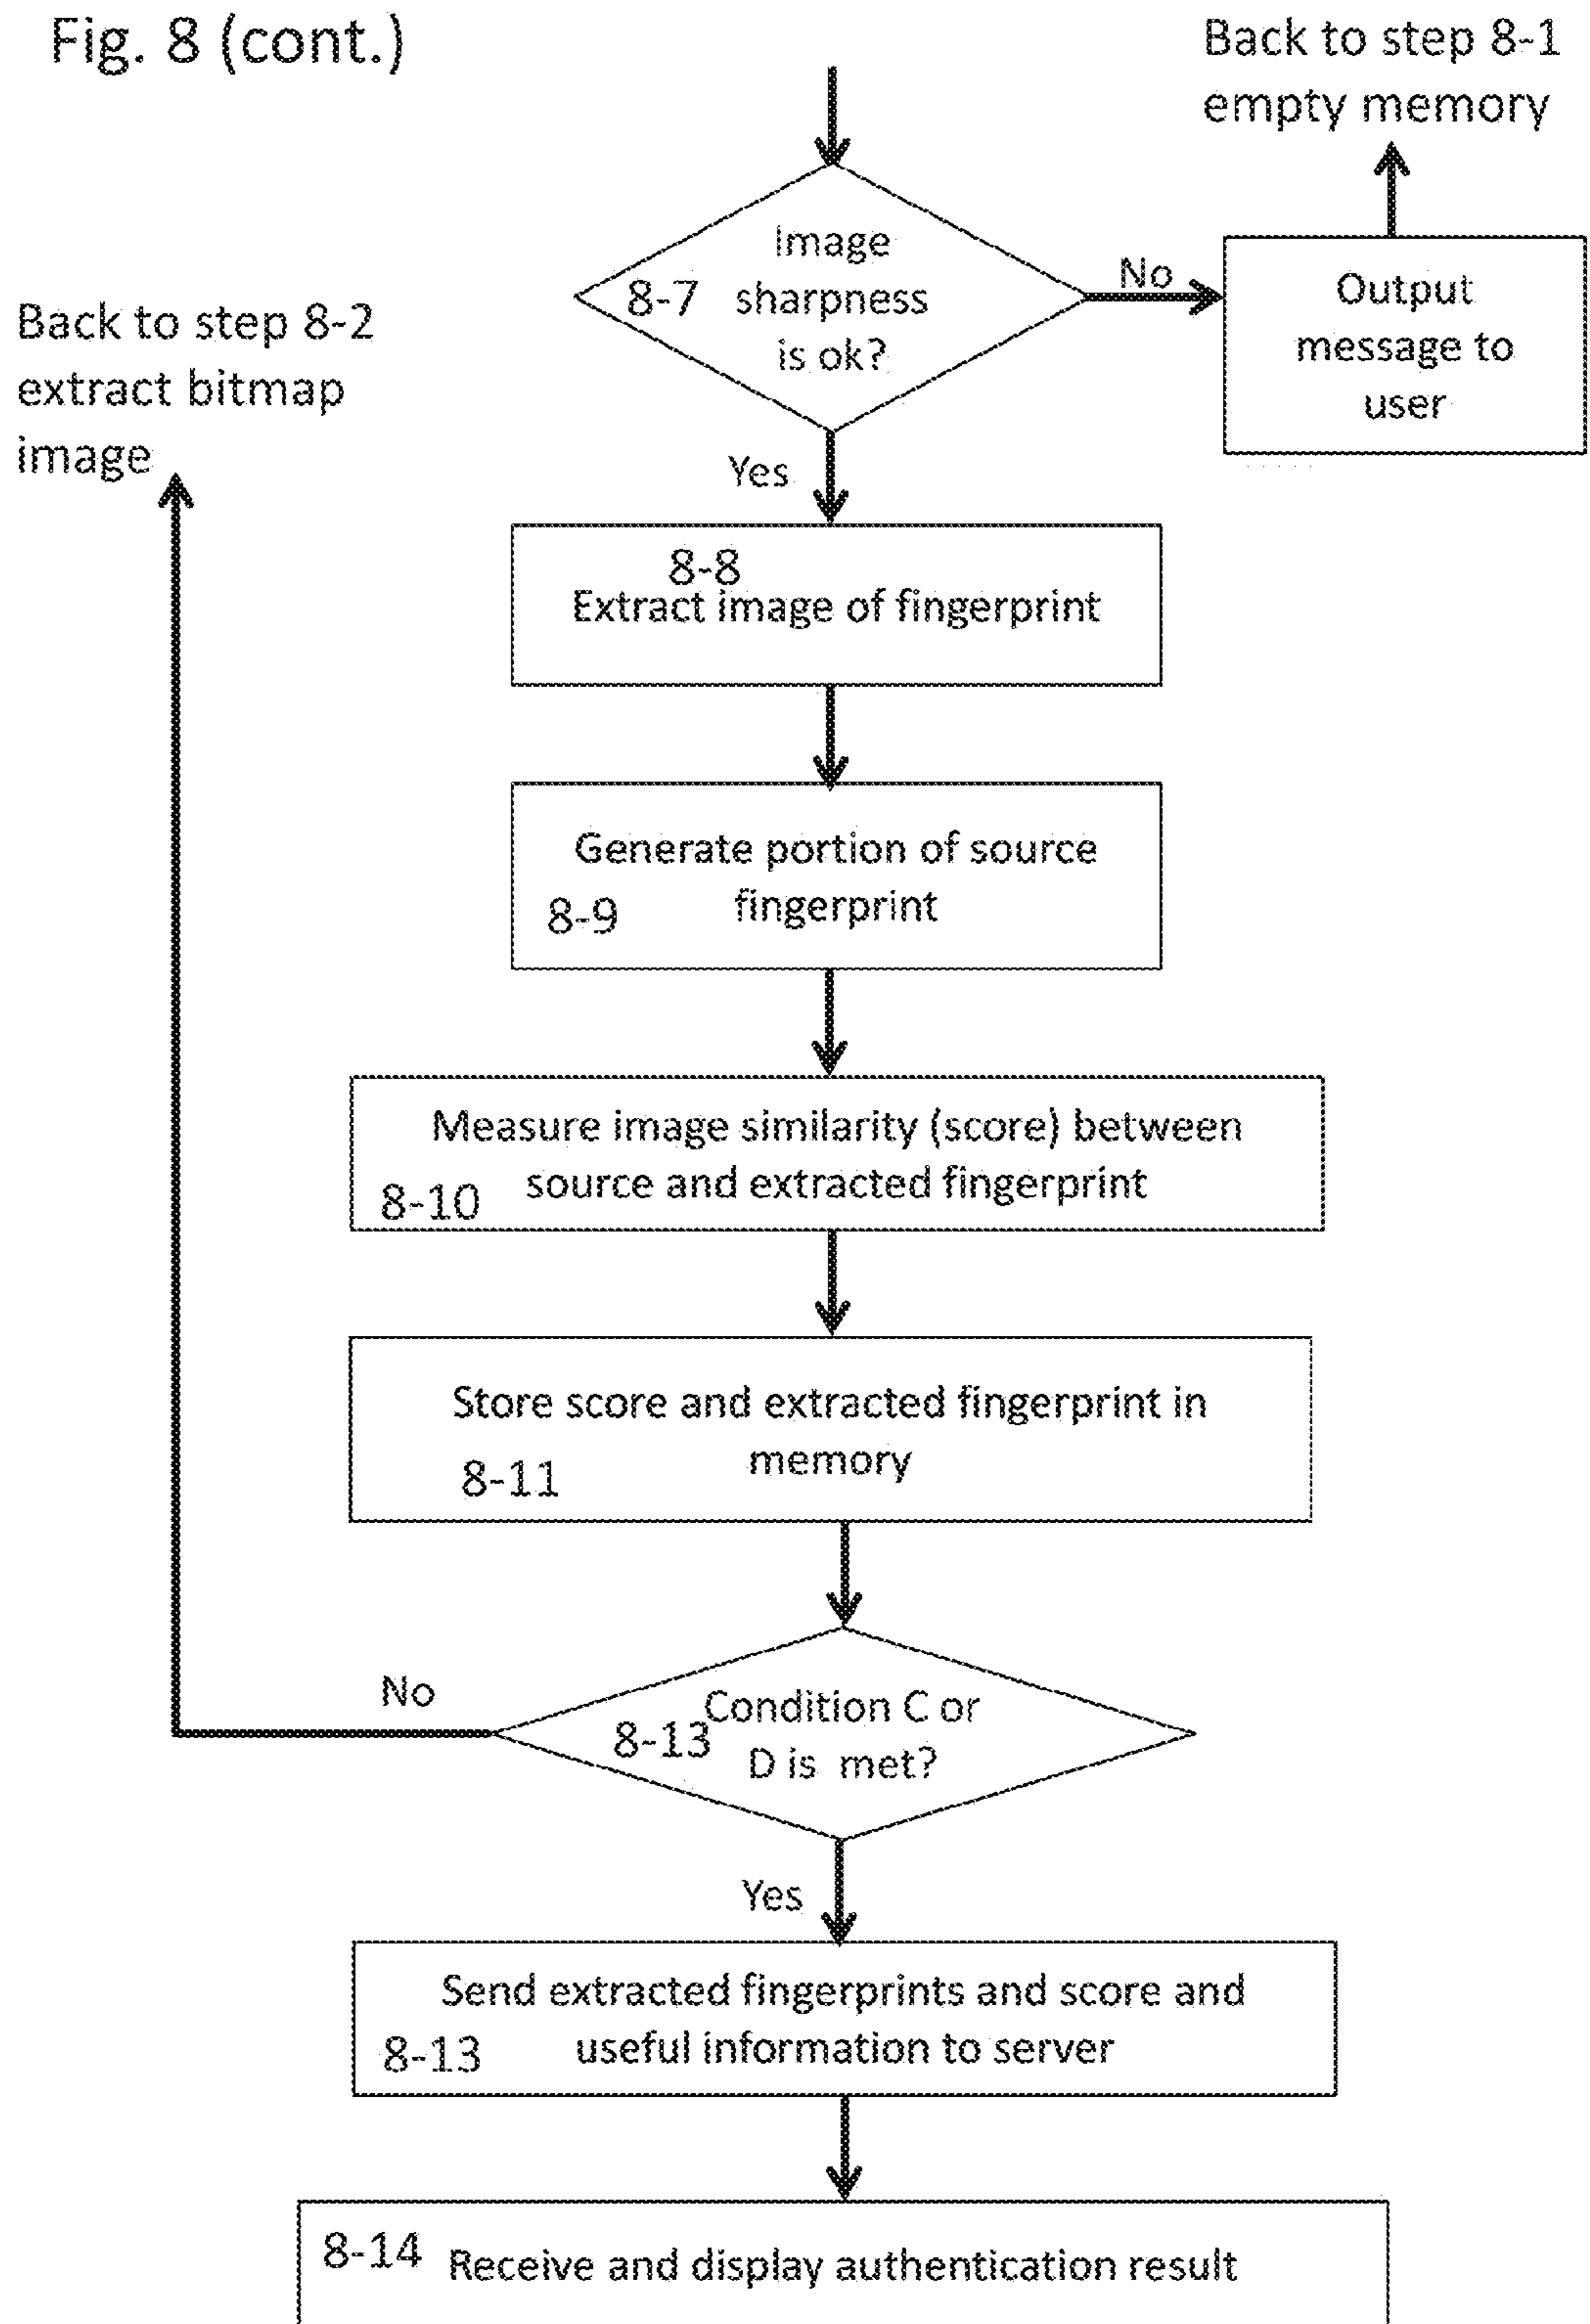 Fig. 8 (cont.)
Back to step 8-1
empty memory
Image
8-7 sharpness
is ok?
No
Output
message to
user
Back to step 8-2
extract bitmap
image
Yes
8-8
Extract image of fingerprint
Generate portion of source
8-9 fingerprint
Measure image similarity (score) between
8-10 source and extracted fingerprint
Store score and extracted fingerprint in
8-11 memory
No
8-13 Condition C or
D is met?
Yes
Send extracted fingerprints and score and
8-13 useful information to server
8-14 Receive and display authentication result